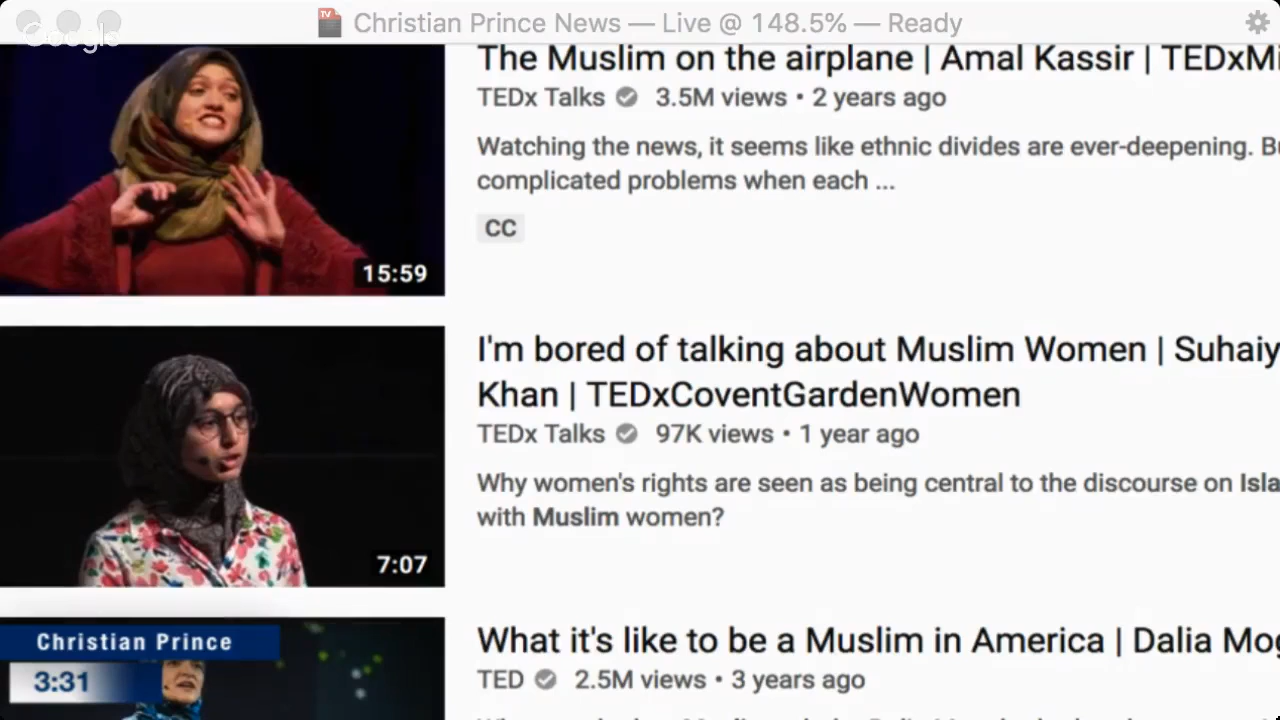 Christian Prince News — Live @ 148.5% — Ready
Google
The Muslim on the airplane | Amal Kassir | TEDxMi
TEDx Talks 3.5M views • 2 years ago
Watching the news, it seems like ethnic divides are ever-deepening. Bu
complicated problems when each ...
CC
15:59
I'm bored of talking about Muslim Women | Suhaiy
Khan | TEDxCoventGardenWomen
TEDx Talks 97K views • 1 year ago
Why women's rights are seen as being central to the discourse on Isla
with Muslim women?
7:07
Christian Prince
3:31
What it's like to be a Muslim in America | Dalia Mog
TED 2.5M views • 3 years ago